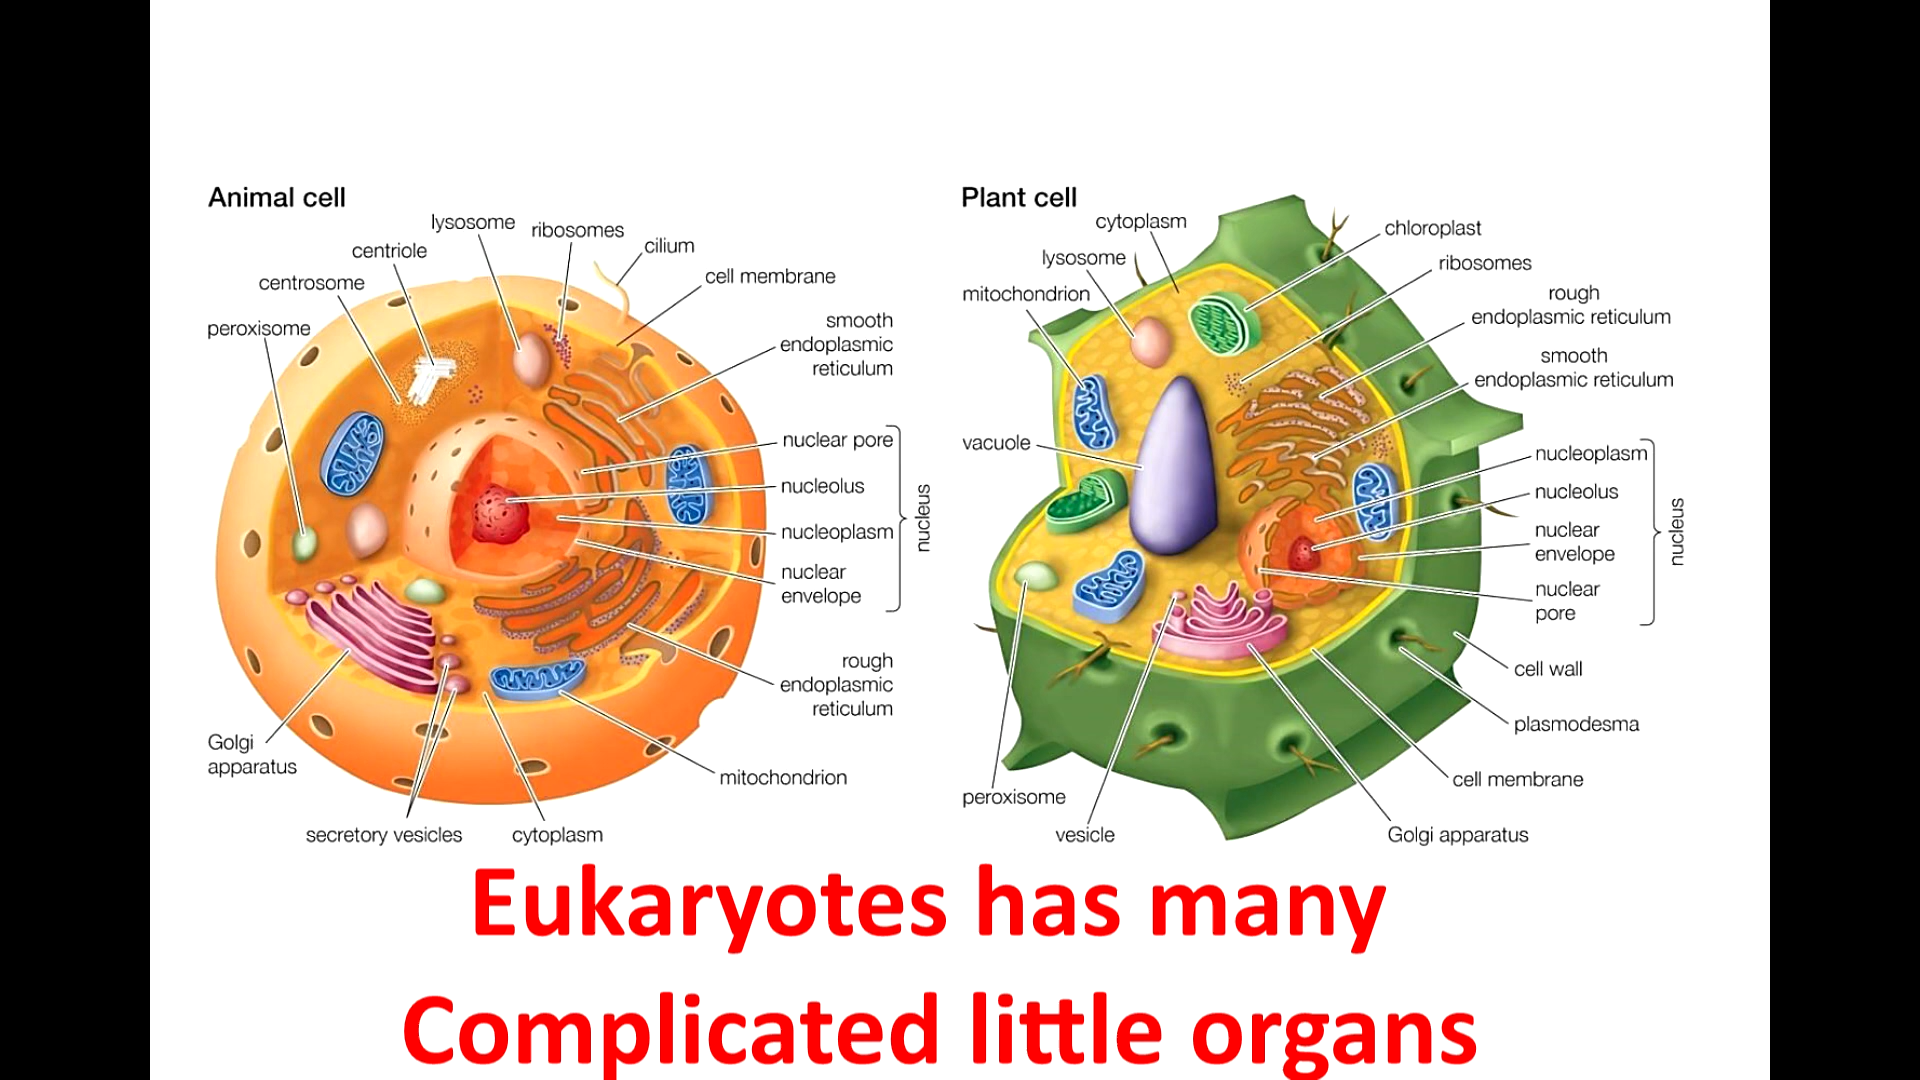 Animal cell
lysosome
ribosomes
cilium
centriole
cell membrane
centrosome
peroxisome
smooth
endoplasmic
reticulum
nuclear pore
nucleolus
nucleoplasm
nuclear
envelope
nucleus
rough
endoplasmic
reticulum
Golgi
apparatus
mitochondrion
secretory vesicles
cytoplasm
Plant cell
cytoplasm
chloroplast
lysosome
ribosomes
mitochondrion
rough
endoplasmic reticulum
smooth
endoplasmic reticulum
vacuole
nucleoplasm
nucleolus
nuclear
envelope
nuclear
pore
nucleus
cell wall
plasmodesma
cell membrane
peroxisome
vesicle
Golgi apparatus
Eukaryotes has many
Complicated little organs